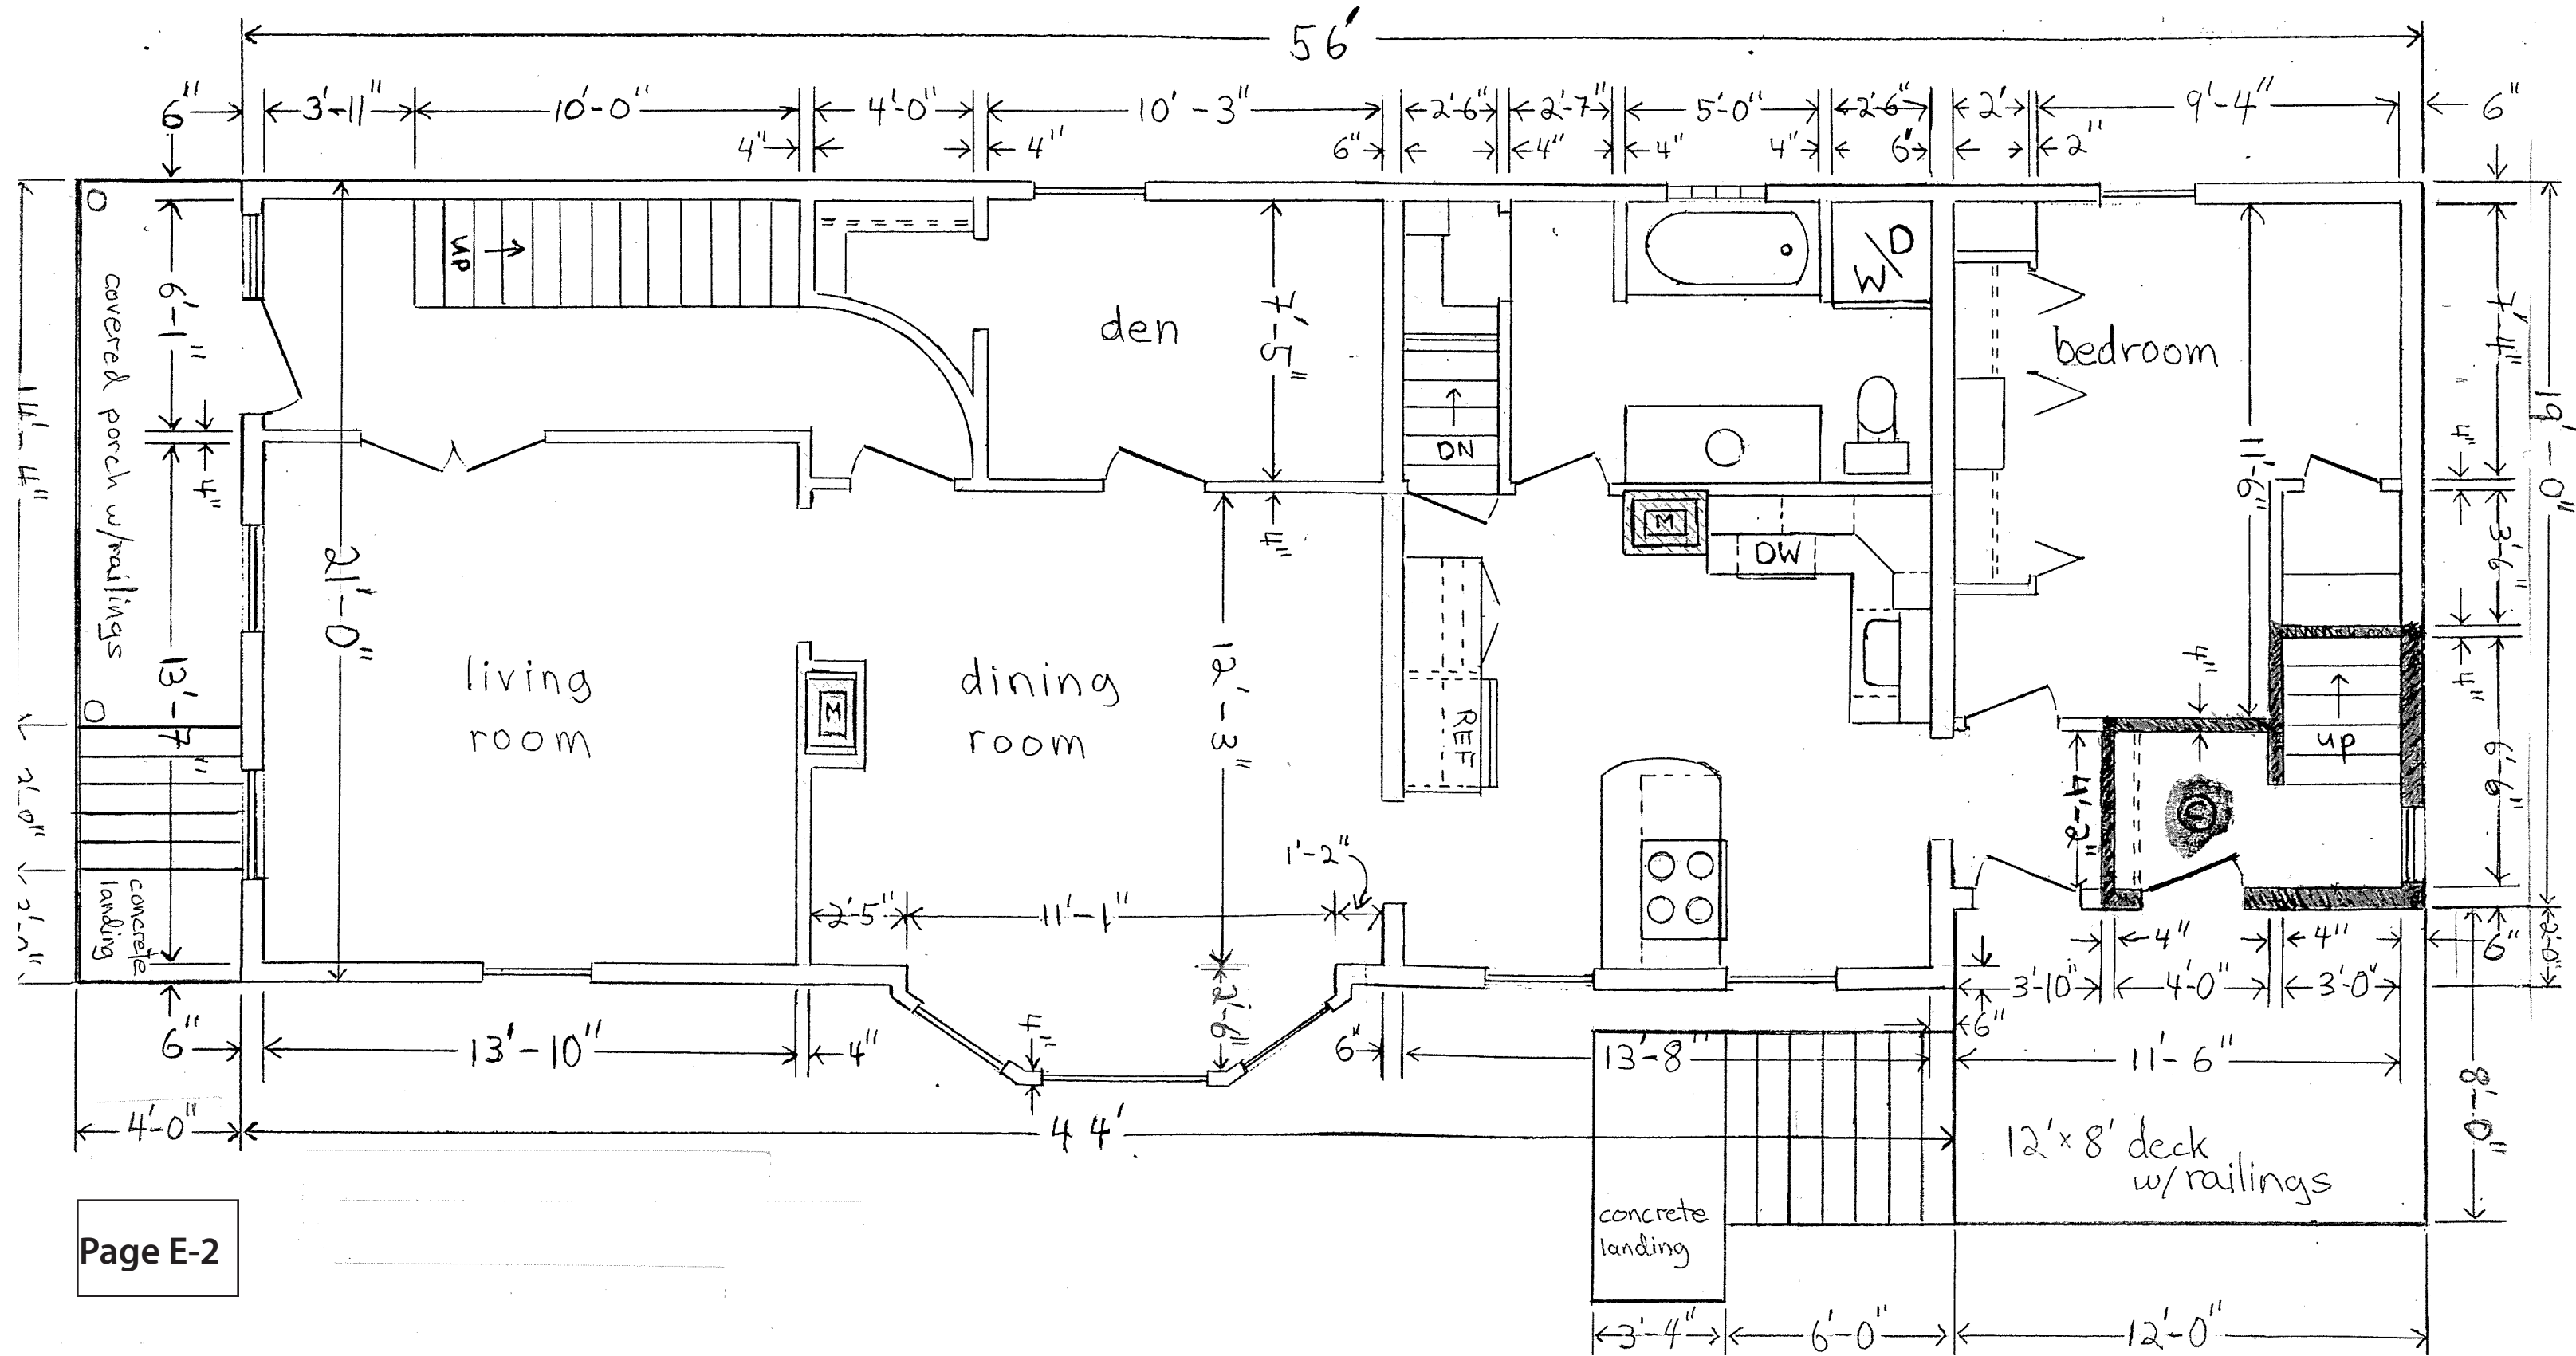 56'
6" 3'-11" 10'-0" 4'-0" 10'-3" 2'-6" 2'-7" 5'-0" 2'-6" 2' 9'-4" 6"
4" 4" 6" 4" 4" 4" 6" 2"
covered porch w/railings
14'-4"
6'-1"
4"
13'-7"
2'-0"
concrete
landing
UP
21'-0"
living
room
M
den
7'-5"
4"
dining
room
12'-3"
2'-5" 11'-1" 1'-2"
2'-6"
4"
DN
W/D
M
DW
REF
bedroom
11'-6"
4"
4'-2"
up
7'-4"
4"
3'-6"
4"
6'-6"
19'-0"
2'-0"
4" 4" 6"
3'-10" 4'-0" 3'-0"
6"
6" 13'-10" 4" 6" 13'-8" 11'-6"
8'-0"
4'-0" 44'
12'x8' deck
w/railings
concrete
landing
3'-4" 6'-0" 12'-0"
Page E-2